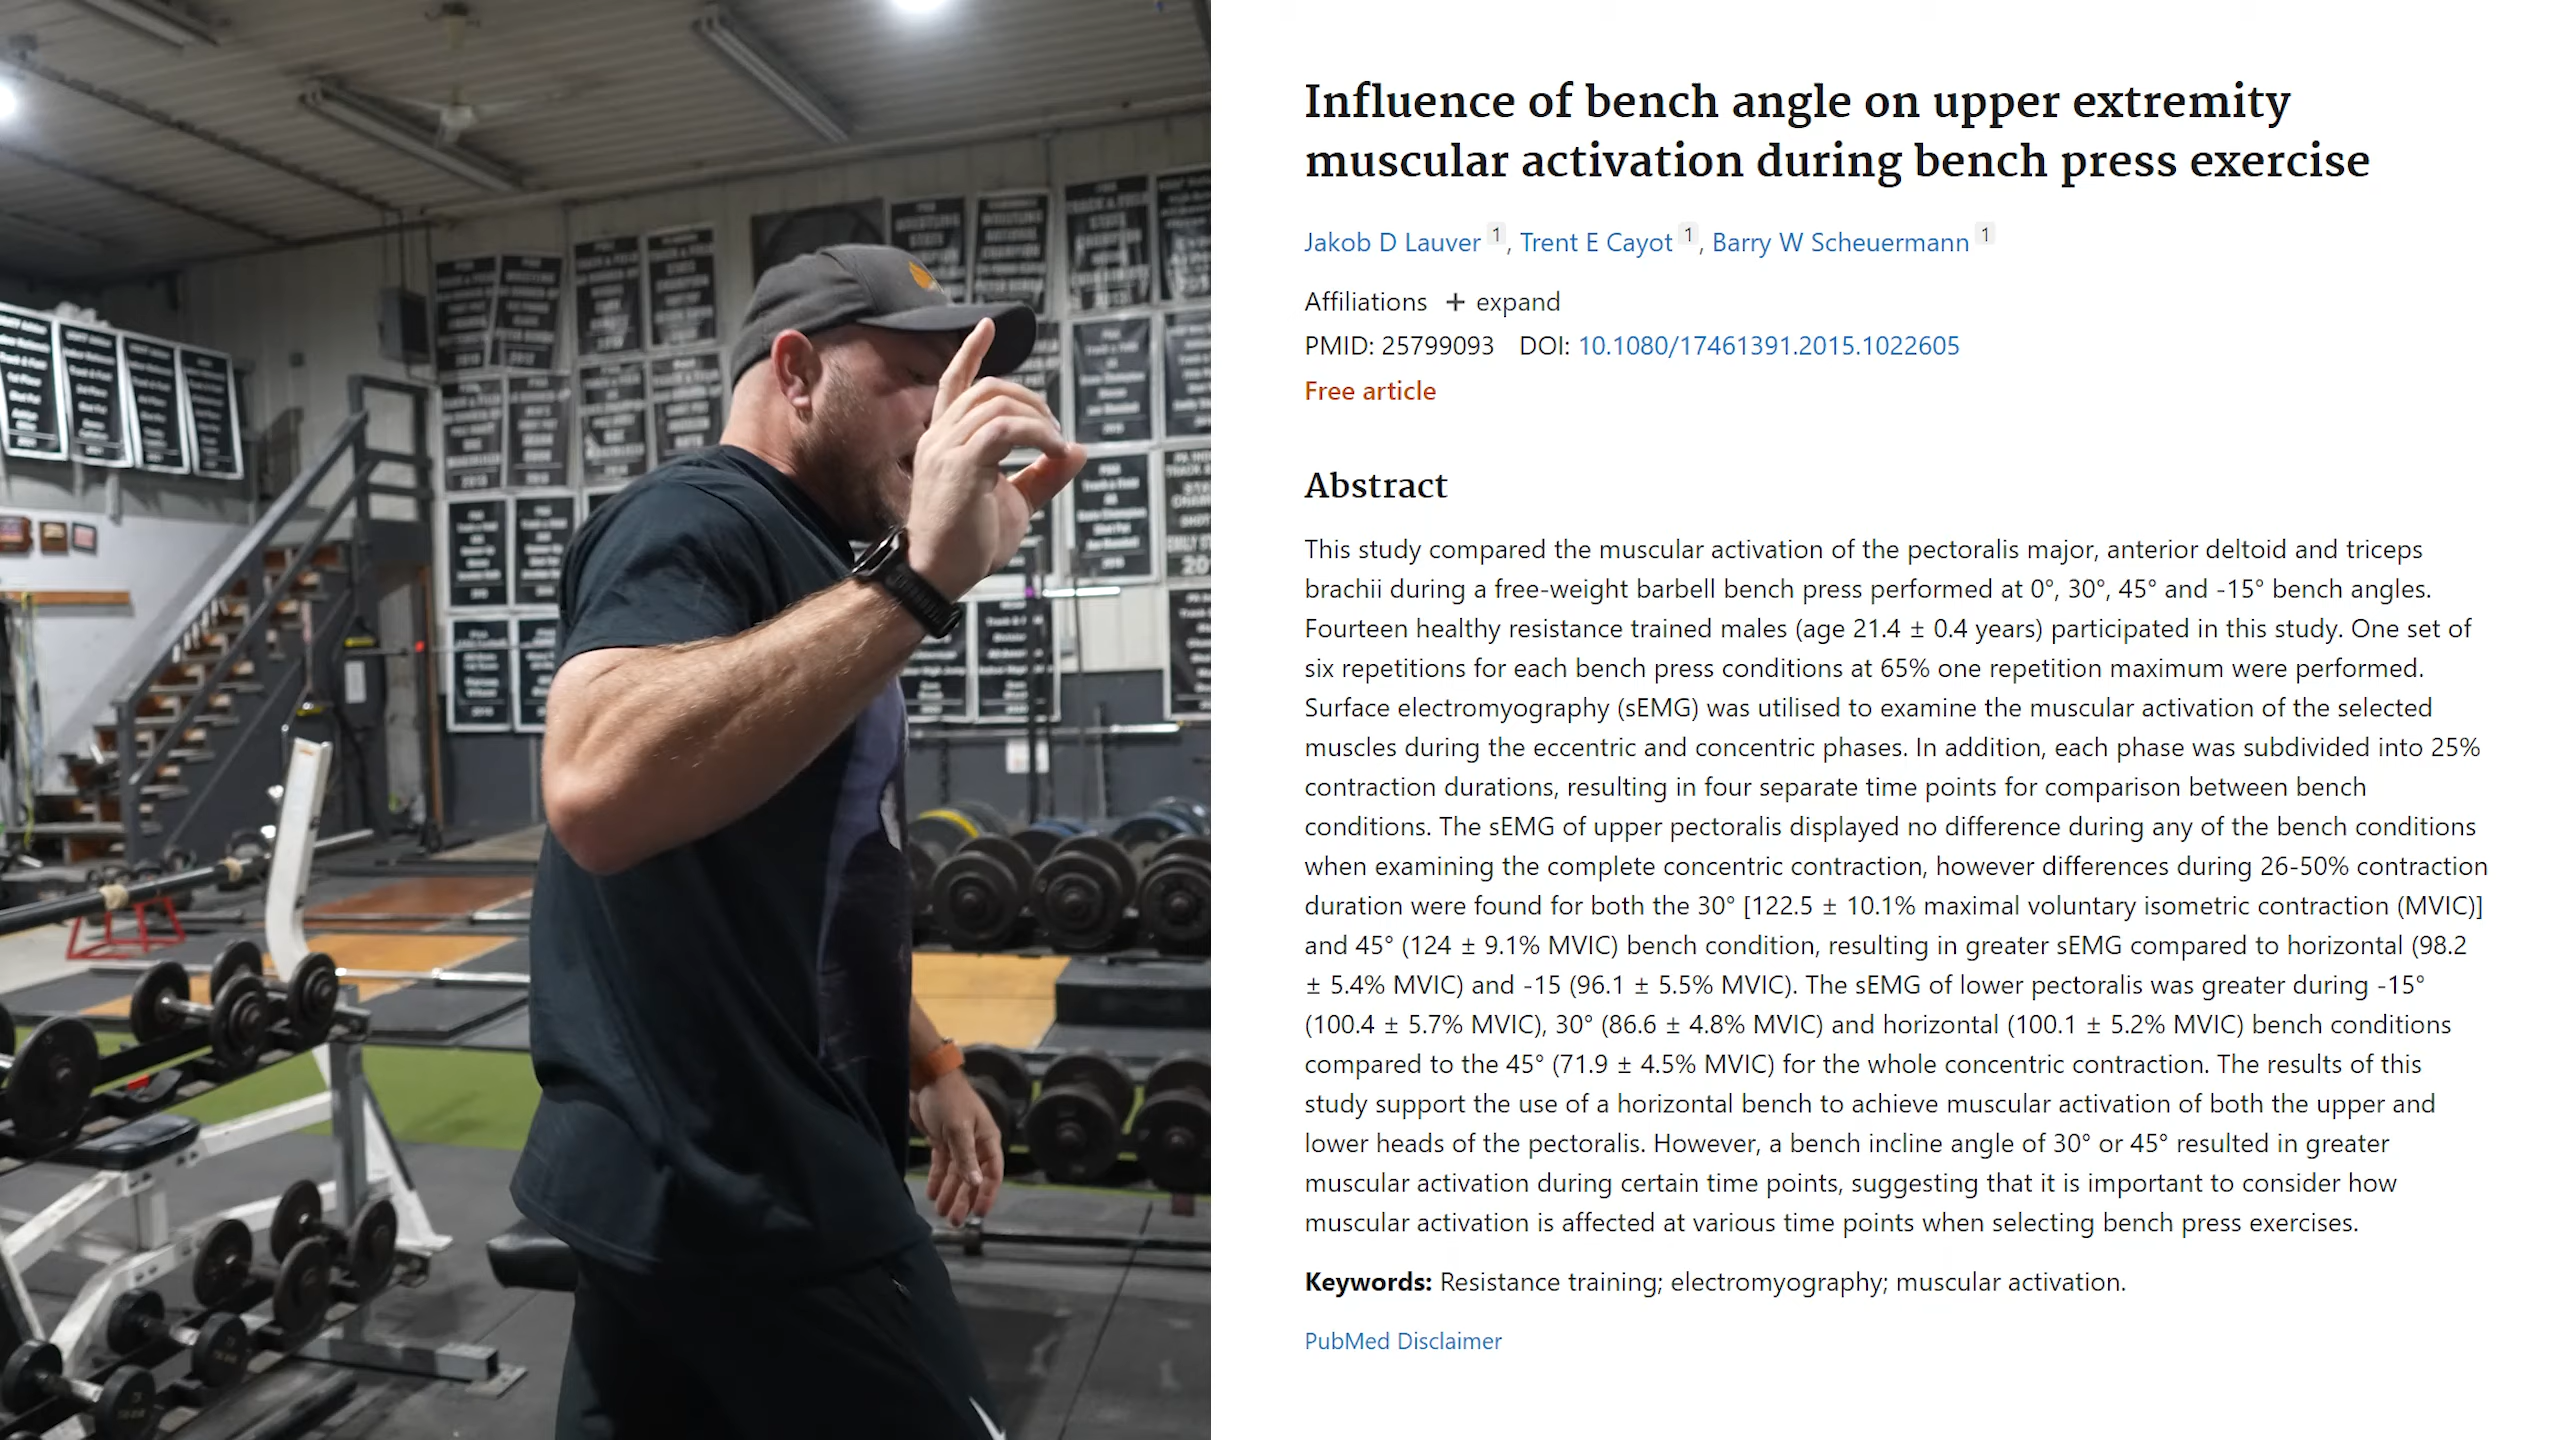 Influence of bench angle on upper extremity
muscular activation during bench press exercise
Jakob D Lauver 1, Trent E Cayot 1, Barry W Scheuermann 1
Affiliations + expand
PMID: 25799093 DOI: 10.1080/17461391.2015.1022605
Free article
Abstract
This study compared the muscular activation of the pectoralis major, anterior deltoid and triceps
brachii during a free-weight barbell bench press performed at 0°, 30°, 45° and -15° bench angles.
Fourteen healthy resistance trained males (age 21.4 ± 0.4 years) participated in this study. One set of
six repetitions for each bench press conditions at 65% one repetition maximum were performed.
Surface electromyography (sEMG) was utilised to examine the muscular activation of the selected
muscles during the eccentric and concentric phases. In addition, each phase was subdivided into 25%
contraction durations, resulting in four separate time points for comparison between bench
conditions. The sEMG of upper pectoralis displayed no difference during any of the bench conditions
when examining the complete concentric contraction, however differences during 26-50% contraction
duration were found for both the 30° [122.5 ± 10.1% maximal voluntary isometric contraction (MVIC)]
and 45° (124 ± 9.1% MVIC) bench condition, resulting in greater sEMG compared to horizontal (98.2
± 5.4% MVIC) and -15 (96.1 ± 5.5% MVIC). The sEMG of lower pectoralis was greater during -15°
(100.4 ± 5.7% MVIC), 30° (86.6 ± 4.8% MVIC) and horizontal (100.1 ± 5.2% MVIC) bench conditions
compared to the 45° (71.9 ± 4.5% MVIC) for the whole concentric contraction. The results of this
study support the use of a horizontal bench to achieve muscular activation of both the upper and
lower heads of the pectoralis. However, a bench incline angle of 30° or 45° resulted in greater
muscular activation during certain time points, suggesting that it is important to consider how
muscular activation is affected at various time points when selecting bench press exercises.
Keywords: Resistance training; electromyography; muscular activation.
PubMed Disclaimer